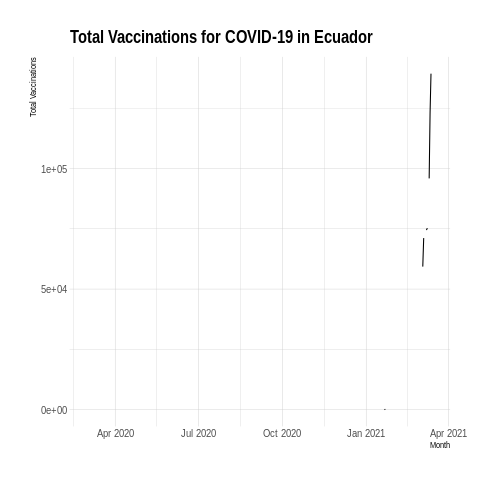 Total Vaccinations for COVID-19 in Ecuador
Total Vaccinations
1e+05
5e+04
0e+00
Apr 2020 Jul 2020 Oct 2020 Jan 2021 Apr 2021
Month